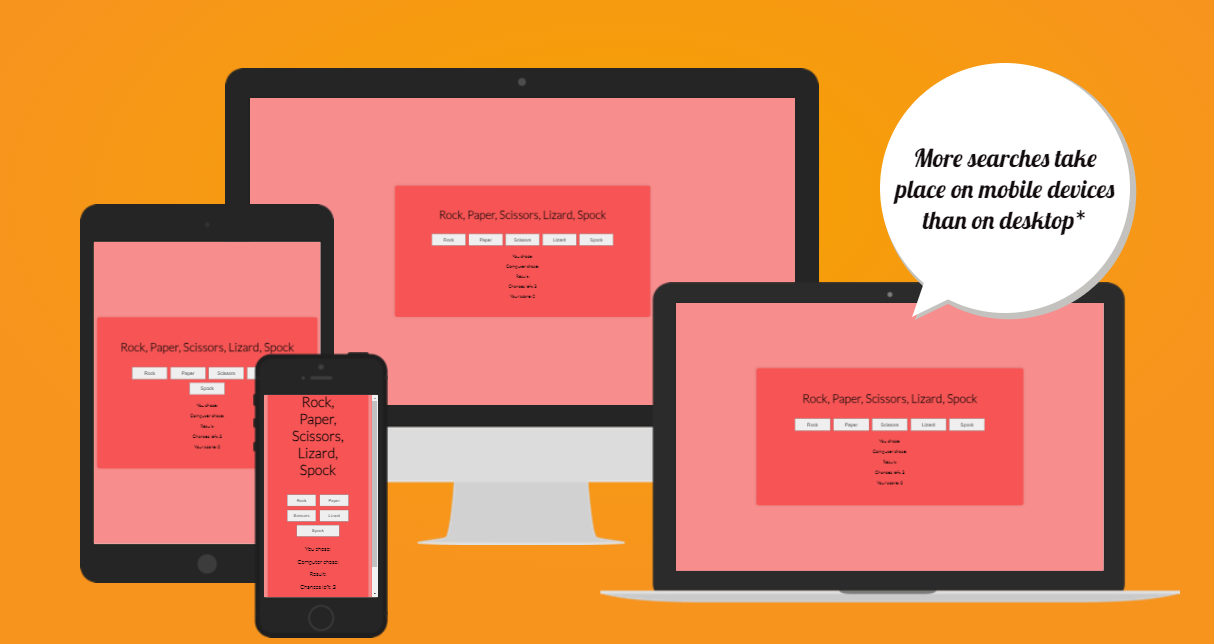 Rock, Paper, Scissors, Lizard, Spock
Rock Paper Scissors Lizard Spock
You chose:
Computer chose:
Result:
Chances left: 3
Your score: 0
More searches take
place on mobile devices
than on desktop*
Rock, Paper, Scissors, Lizard, Spock
Rock Paper Scissors
Spock
You chose:
Computer chose:
Result:
Chances left: 3
Your score: 0
Rock,
Paper,
Scissors,
Lizard,
Spock
Rock Paper
Scissors Lizard
Spock
You chose:
Computer chose:
Result:
Chances left: 3
Rock, Paper, Scissors, Lizard, Spock
Rock Paper Scissors Lizard Spock
You chose:
Computer chose:
Result:
Chances left: 3
Your score: 0